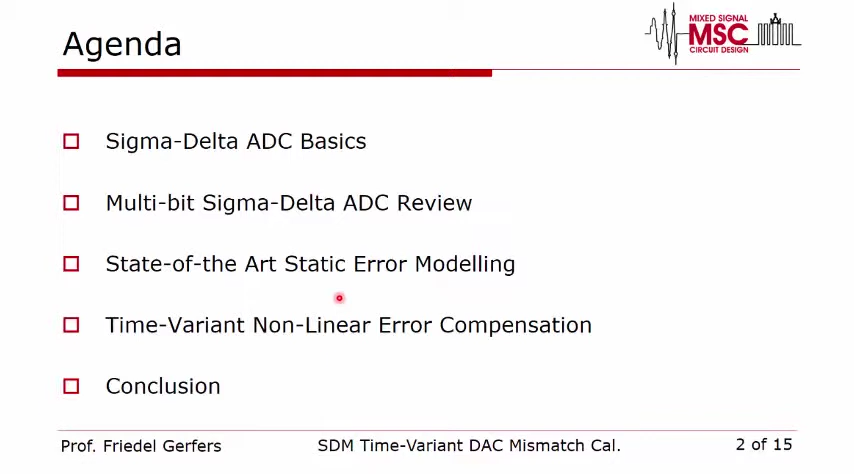 Agenda
MIXED SIGNAL
MSC
CIRCUIT DESIGN
Sigma-Delta ADC Basics
Multi-bit Sigma-Delta ADC Review
State-of-the Art Static Error Modelling
Time-Variant Non-Linear Error Compensation
Conclusion
Prof. Friedel Gerfers SDM Time-Variant DAC Mismatch Cal. 2 of 15